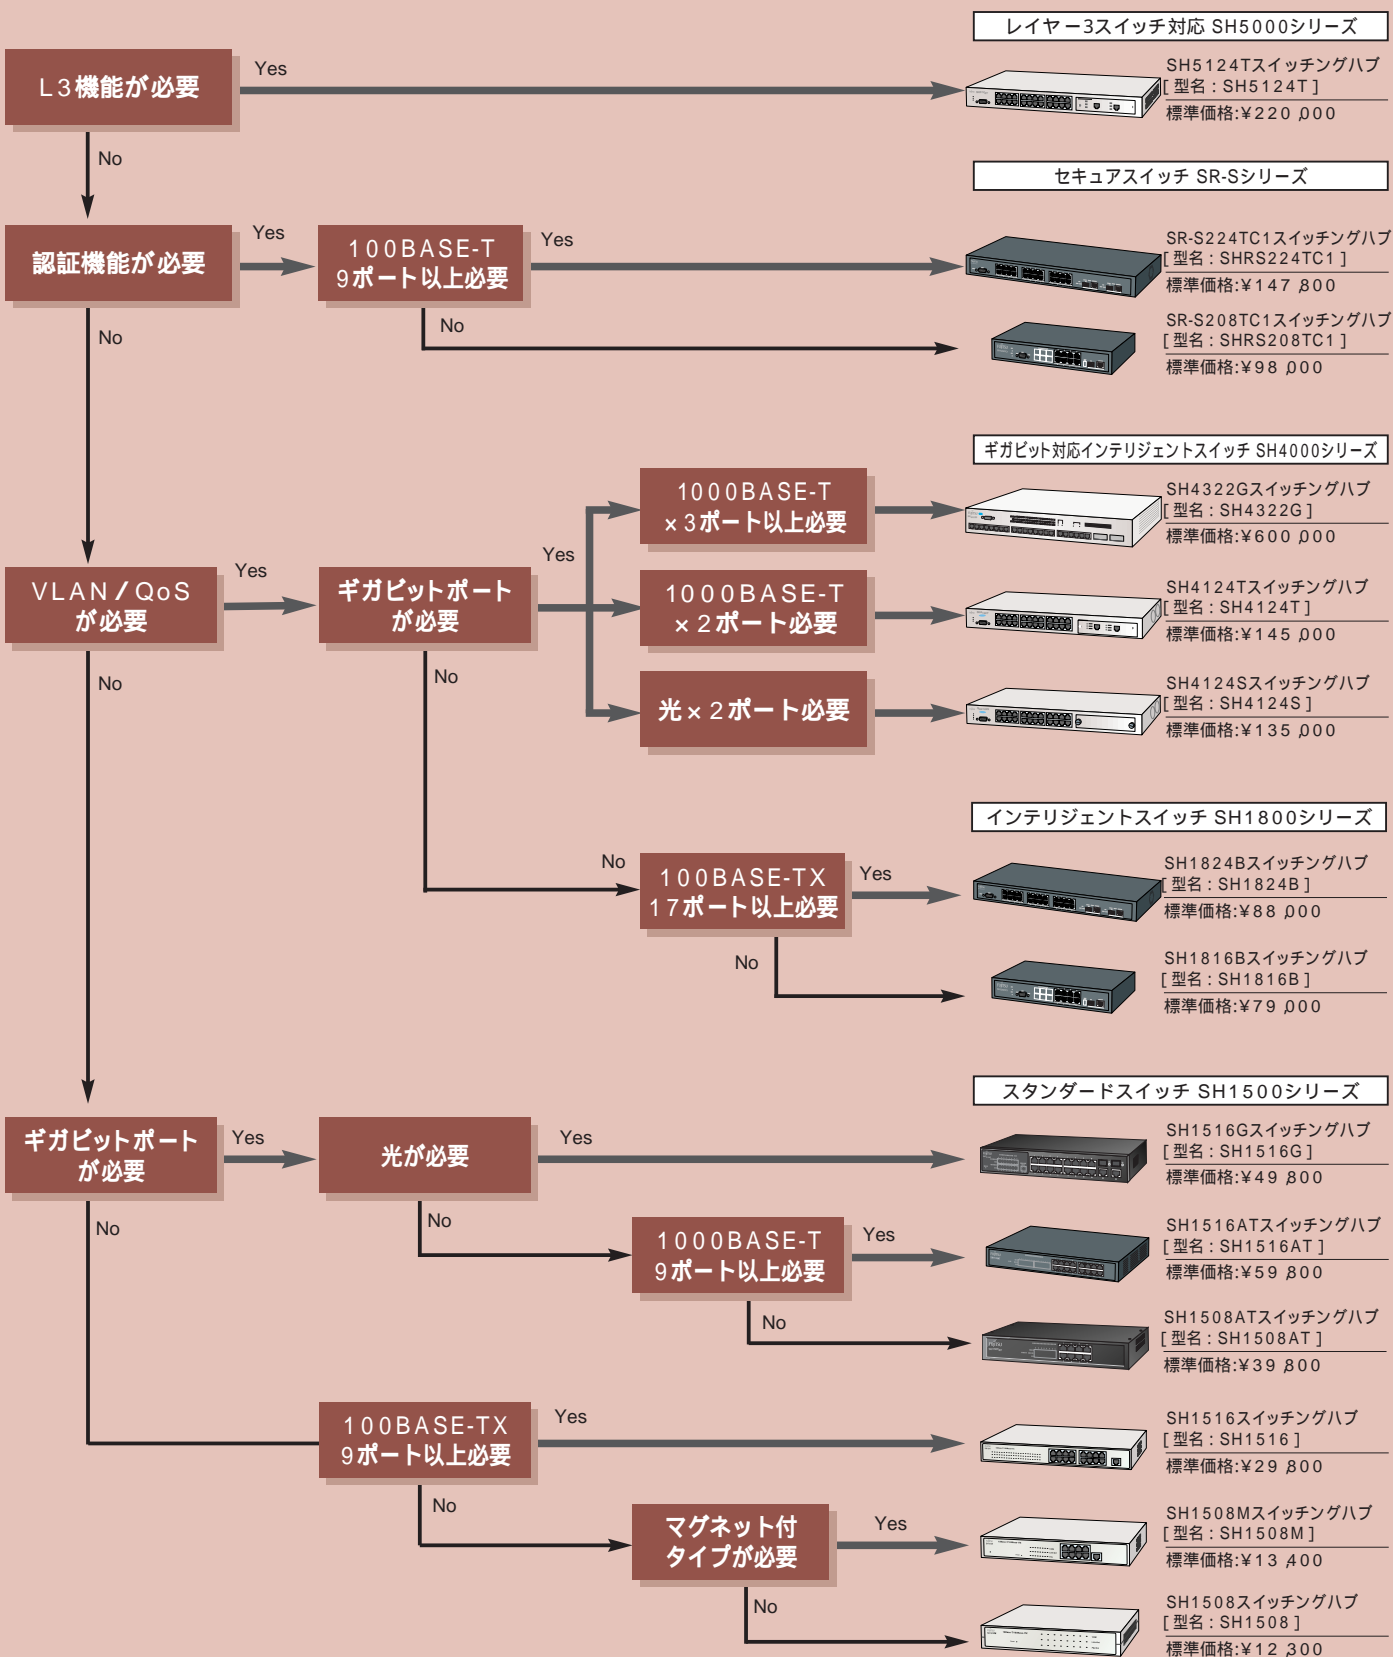 レイヤー3スイッチ対応 SH5000シリーズ
L3機能が必要
Yes
SH5124Tスイッチングハブ
[型名：SH5124T]
標準価格:¥220,000
No
セキュアスイッチ SR-Sシリーズ
認証機能が必要
Yes
100BASE-T
9ポート以上必要
Yes
SR-S224TC1スイッチングハブ
[型名：SHRS224TC1]
標準価格:¥147,800
No
No
SR-S208TC1スイッチングハブ
[型名：SHRS208TC1]
標準価格:¥98,000
ギガビット対応インテリジェントスイッチ SH4000シリーズ
1000BASE-T
×3ポート以上必要
SH4322Gスイッチングハブ
[型名：SH4322G]
標準価格:¥600,000
VLAN/QoS
が必要
Yes
ギガビットポート
が必要
Yes
1000BASE-T
×2ポート必要
SH4124Tスイッチングハブ
[型名：SH4124T]
標準価格:¥145,000
No
No
光×2ポート必要
SH4124Sスイッチングハブ
[型名：SH4124S]
標準価格:¥135,000
インテリジェントスイッチ SH1800シリーズ
No
100BASE-TX
17ポート以上必要
Yes
SH1824Bスイッチングハブ
[型名：SH1824B]
標準価格:¥88,000
No
SH1816Bスイッチングハブ
[型名：SH1816B]
標準価格:¥79,000
スタンダードスイッチ SH1500シリーズ
ギガビットポート
が必要
Yes
光が必要
Yes
SH1516Gスイッチングハブ
[型名：SH1516G]
標準価格:¥49,800
No
No
1000BASE-T
9ポート以上必要
Yes
SH1516ATスイッチングハブ
[型名：SH1516AT]
標準価格:¥59,800
No
SH1508ATスイッチングハブ
[型名：SH1508AT]
標準価格:¥39,800
100BASE-TX
9ポート以上必要
Yes
SH1516スイッチングハブ
[型名：SH1516]
標準価格:¥29,800
No
マグネット付
タイプが必要
Yes
SH1508Mスイッチングハブ
[型名：SH1508M]
標準価格:¥13,400
No
SH1508スイッチングハブ
[型名：SH1508]
標準価格:¥12,300